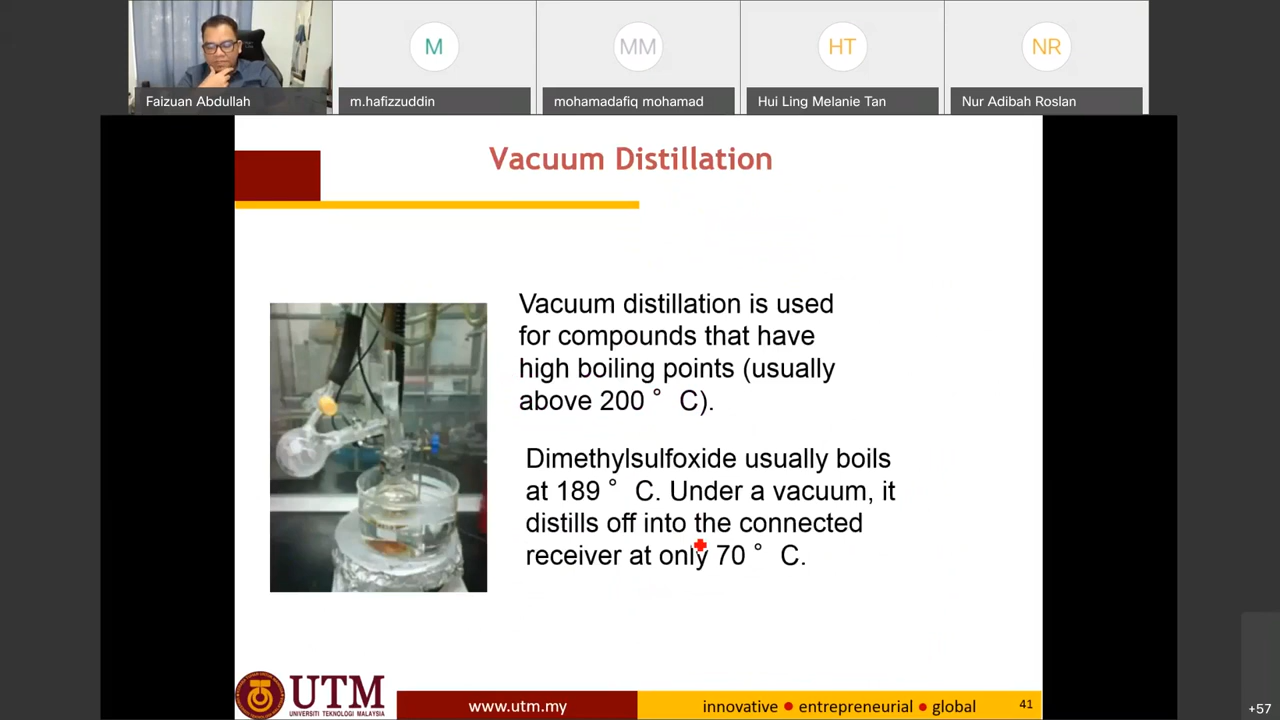 M
MM
HT
NR
Faizuan Abdullah
m.hafizzuddin
mohamadafiq mohamad
Hui Ling Melanie Tan
Nur Adibah Roslan
Vacuum Distillation
Vacuum distillation is used
for compounds that have
high boiling points (usually
above 200 ° C).
Dimethylsulfoxide usually boils
at 189 ° C. Under a vacuum, it
distills off into the connected
receiver at only 70 ° C.
UTM
UNIVERSITI TEKNOLOGI MALAYSIA
www.utm.my
innovative ● entrepreneurial ● global
41
+57